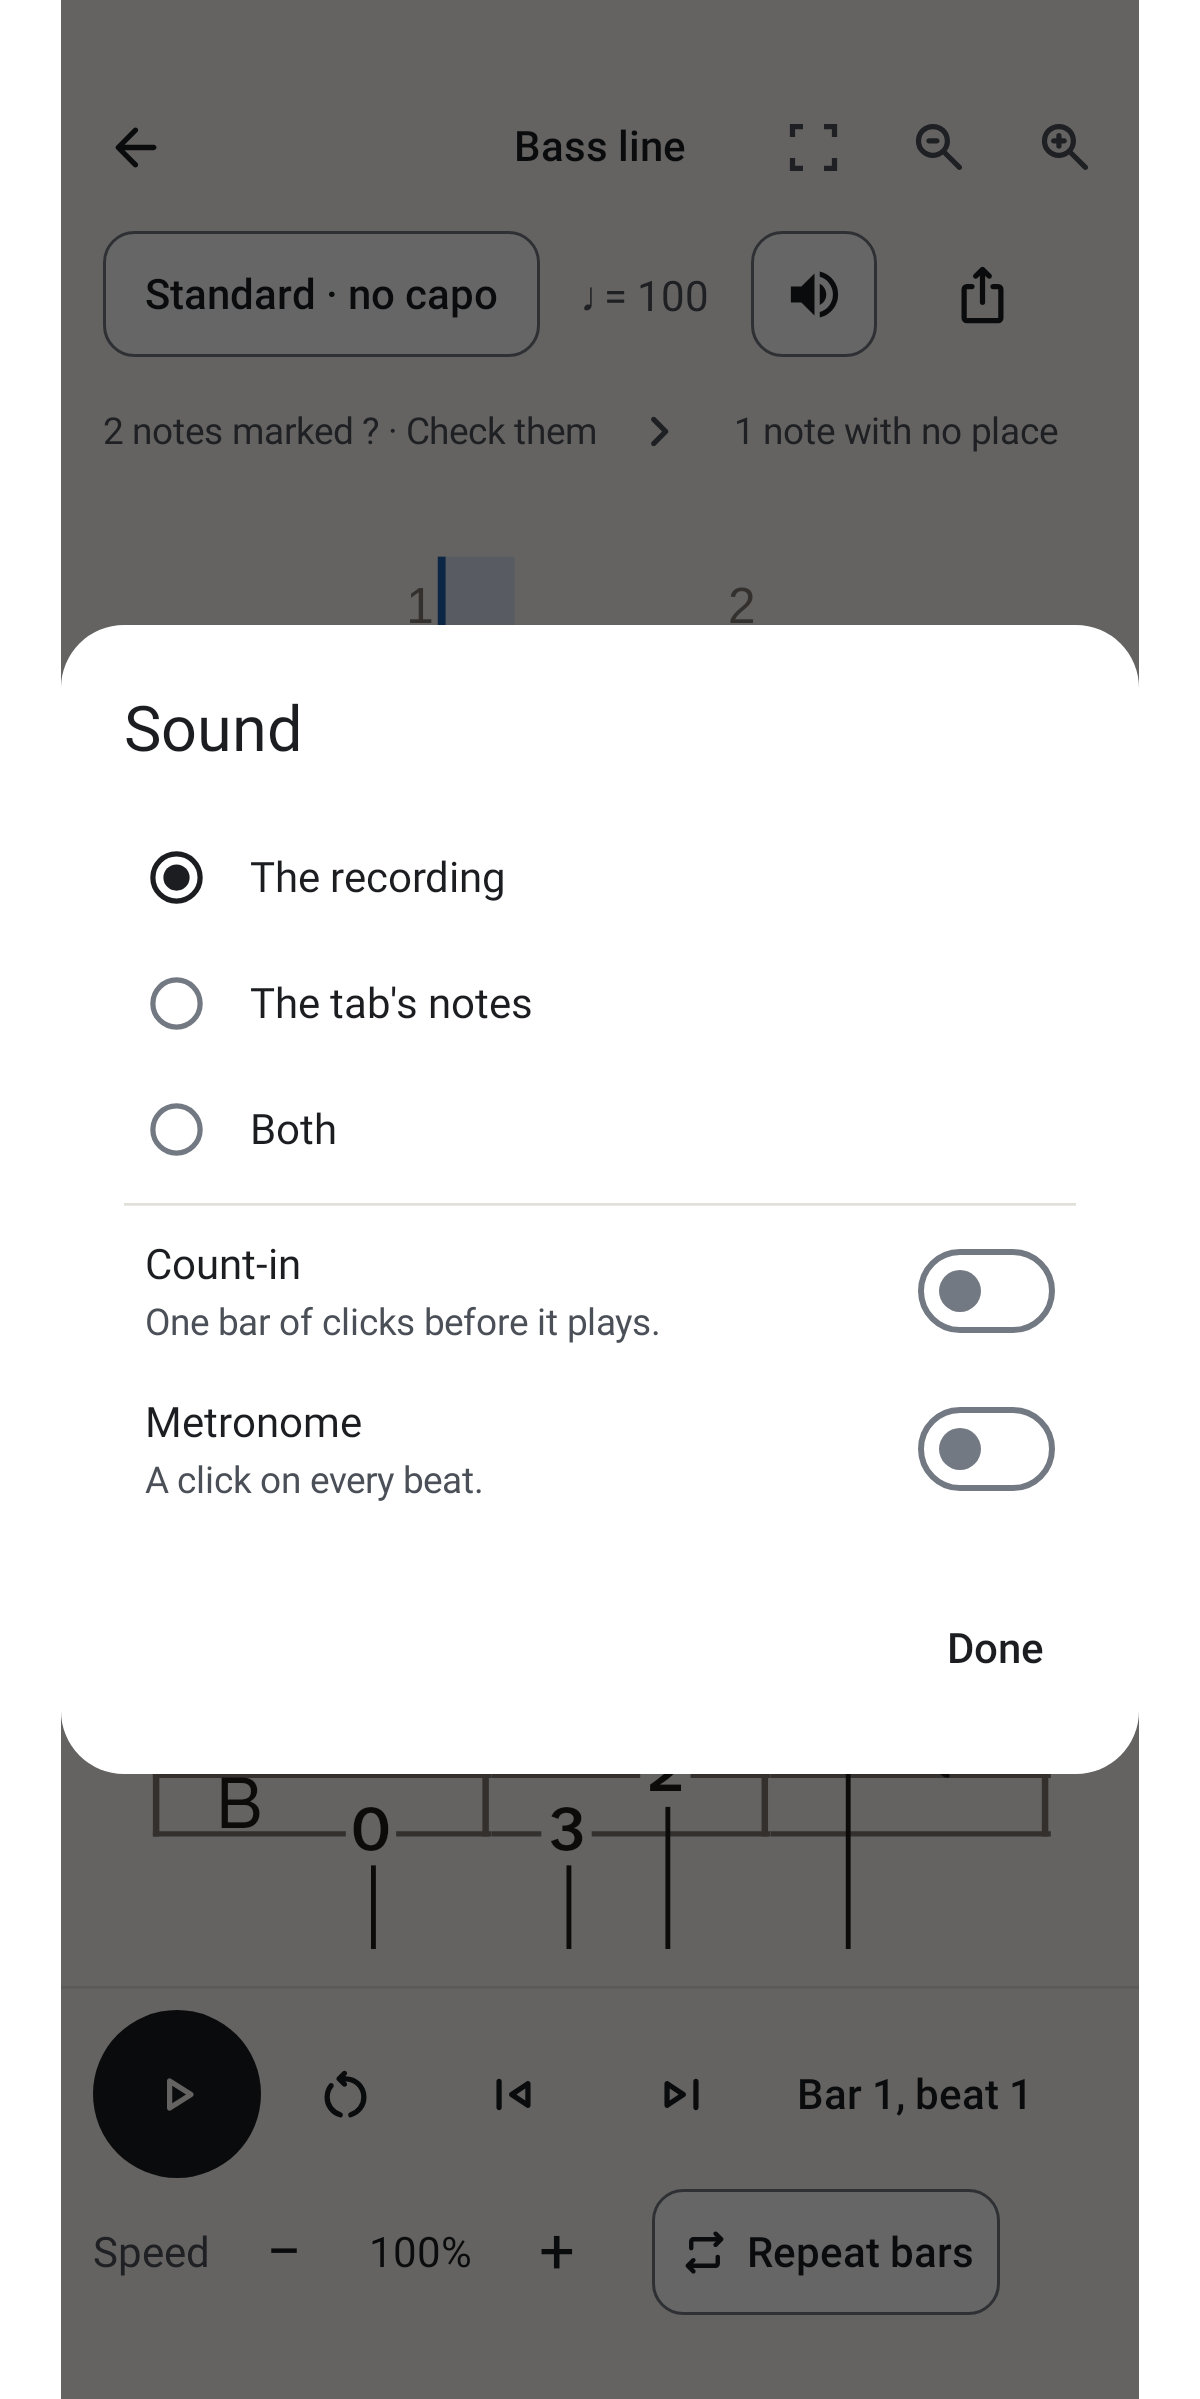 Bass line
Standard · no capo
♩ = 100
2 notes marked ? · Check them
1 note with no place
1
2
Sound
The recording
The tab's notes
Both
Count-in
One bar of clicks before it plays.
Metronome
A click on every beat.
Done
B
0
3
2
Bar 1, beat 1
Speed
−
100%
+
Repeat bars